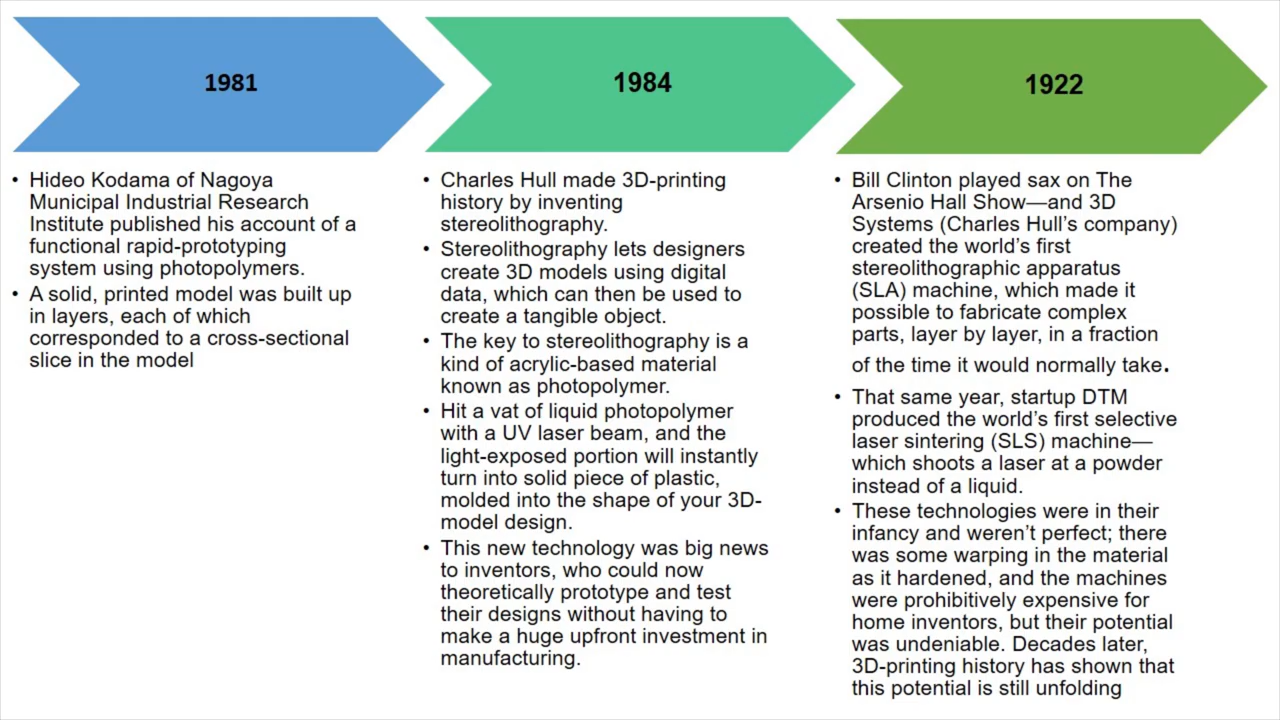 1981
• Hideo Kodama of Nagoya
Municipal Industrial Research
Institute published his account of a
functional rapid-prototyping
system using photopolymers.
• A solid, printed model was built up
in layers, each of which
corresponded to a cross-sectional
slice in the model
1984
• Charles Hull made 3D-printing
history by inventing
stereolithography.
• Stereolithography lets designers
create 3D models using digital
data, which can then be used to
create a tangible object.
• The key to stereolithography is a
kind of acrylic-based material
known as photopolymer.
• Hit a vat of liquid photopolymer
with a UV laser beam, and the
light-exposed portion will instantly
turn into solid piece of plastic,
molded into the shape of your 3D-
model design.
• This new technology was big news
to inventors, who could now
theoretically prototype and test
their designs without having to
make a huge upfront investment in
manufacturing.
1922
• Bill Clinton played sax on The
Arsenio Hall Show—and 3D
Systems (Charles Hull’s company)
created the world’s first
stereolithographic apparatus
(SLA) machine, which made it
possible to fabricate complex
parts, layer by layer, in a fraction
of the time it would normally take.
• That same year, startup DTM
produced the world’s first selective
laser sintering (SLS) machine—
which shoots a laser at a powder
instead of a liquid.
• These technologies were in their
infancy and weren’t perfect; there
was some warping in the material
as it hardened, and the machines
were prohibitively expensive for
home inventors, but their potential
was undeniable. Decades later,
3D-printing history has shown that
this potential is still unfolding